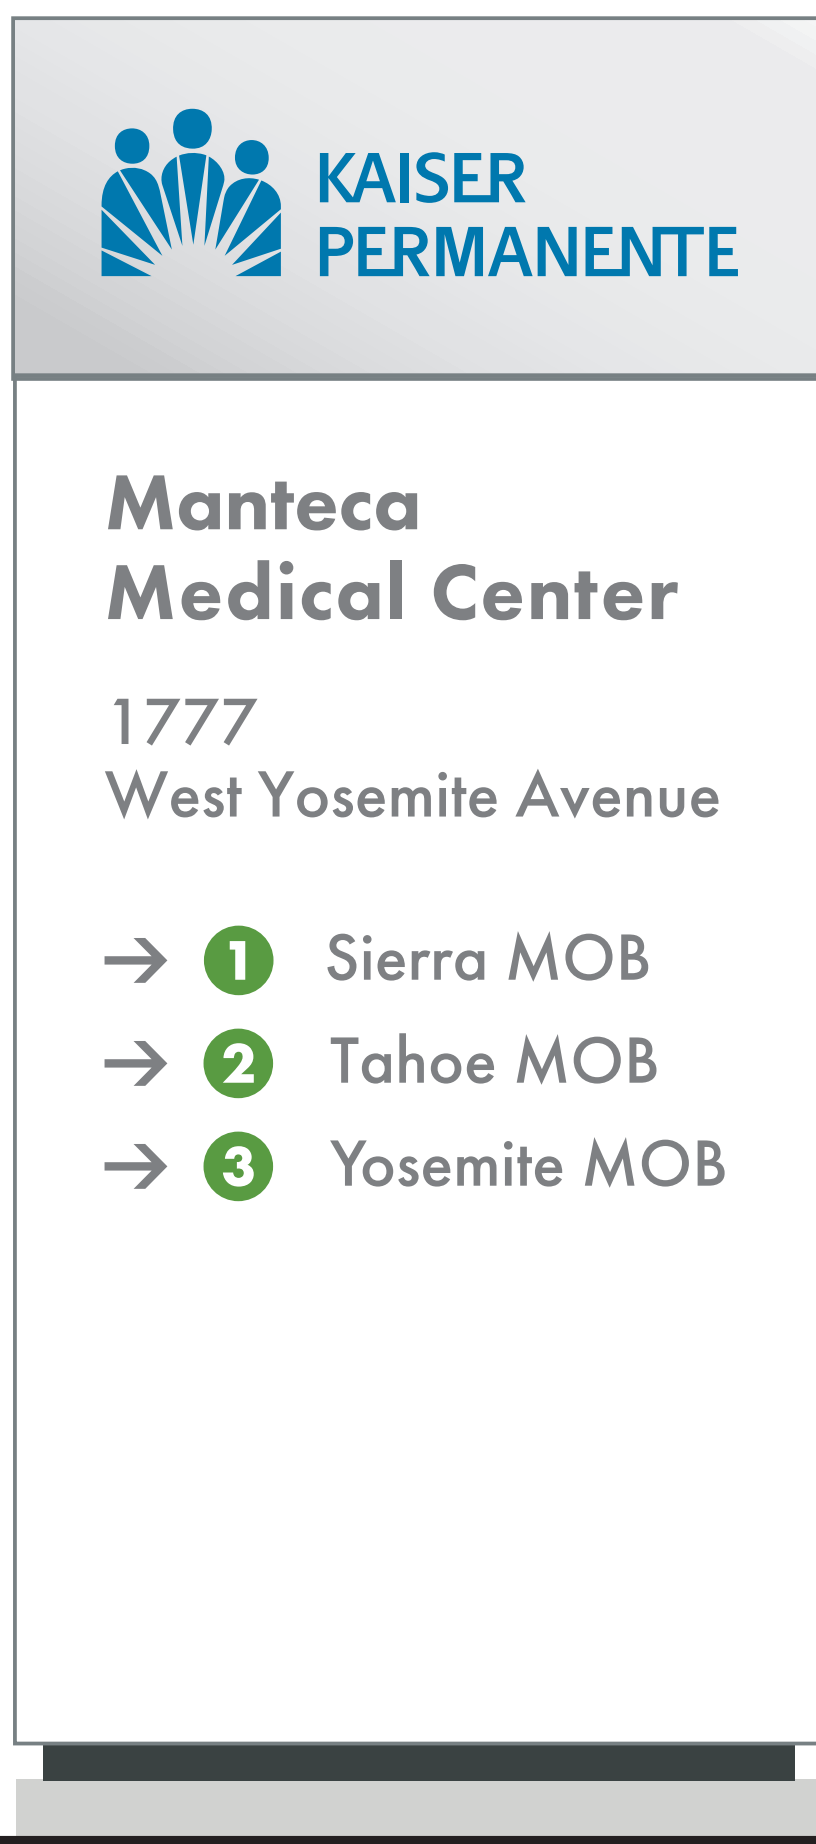 KAISER
PERMANENTE
Manteca
Medical Center
1777
West Yosemite Avenue
→ 1 Sierra MOB
→ 2 Tahoe MOB
→ 3 Yosemite MOB